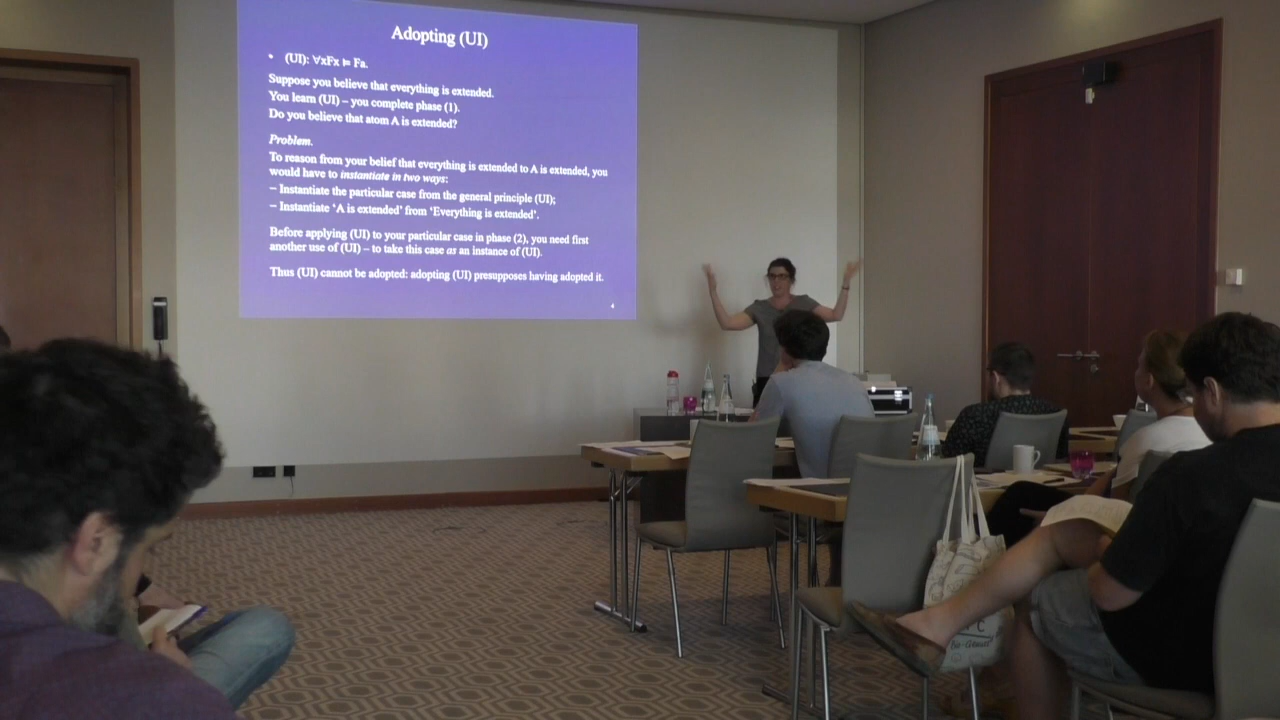 Adopting (UI)
• (UI): ∀xFx ⊨ Fa.
Suppose you believe that everything is extended.
You learn (UI) – you complete phase (1).
Do you believe that atom A is extended?
Problem.
To reason from your belief that everything is extended to A is extended, you
would have to instantiate in two ways:
– Instantiate the particular case from the general principle (UI);
– Instantiate ‘A is extended’ from ‘Everything is extended’.
Before applying (UI) to your particular case in phase (2), you need first
another use of (UI) – to take this case as an instance of (UI).
Thus (UI) cannot be adopted: adopting (UI) presupposes having adopted it.
4